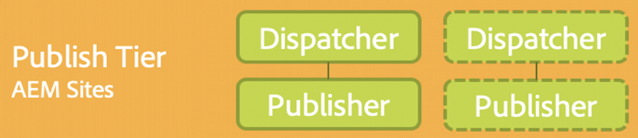 Publish Tier
AEM Sites
Dispatcher
Publisher
Dispatcher
Publisher